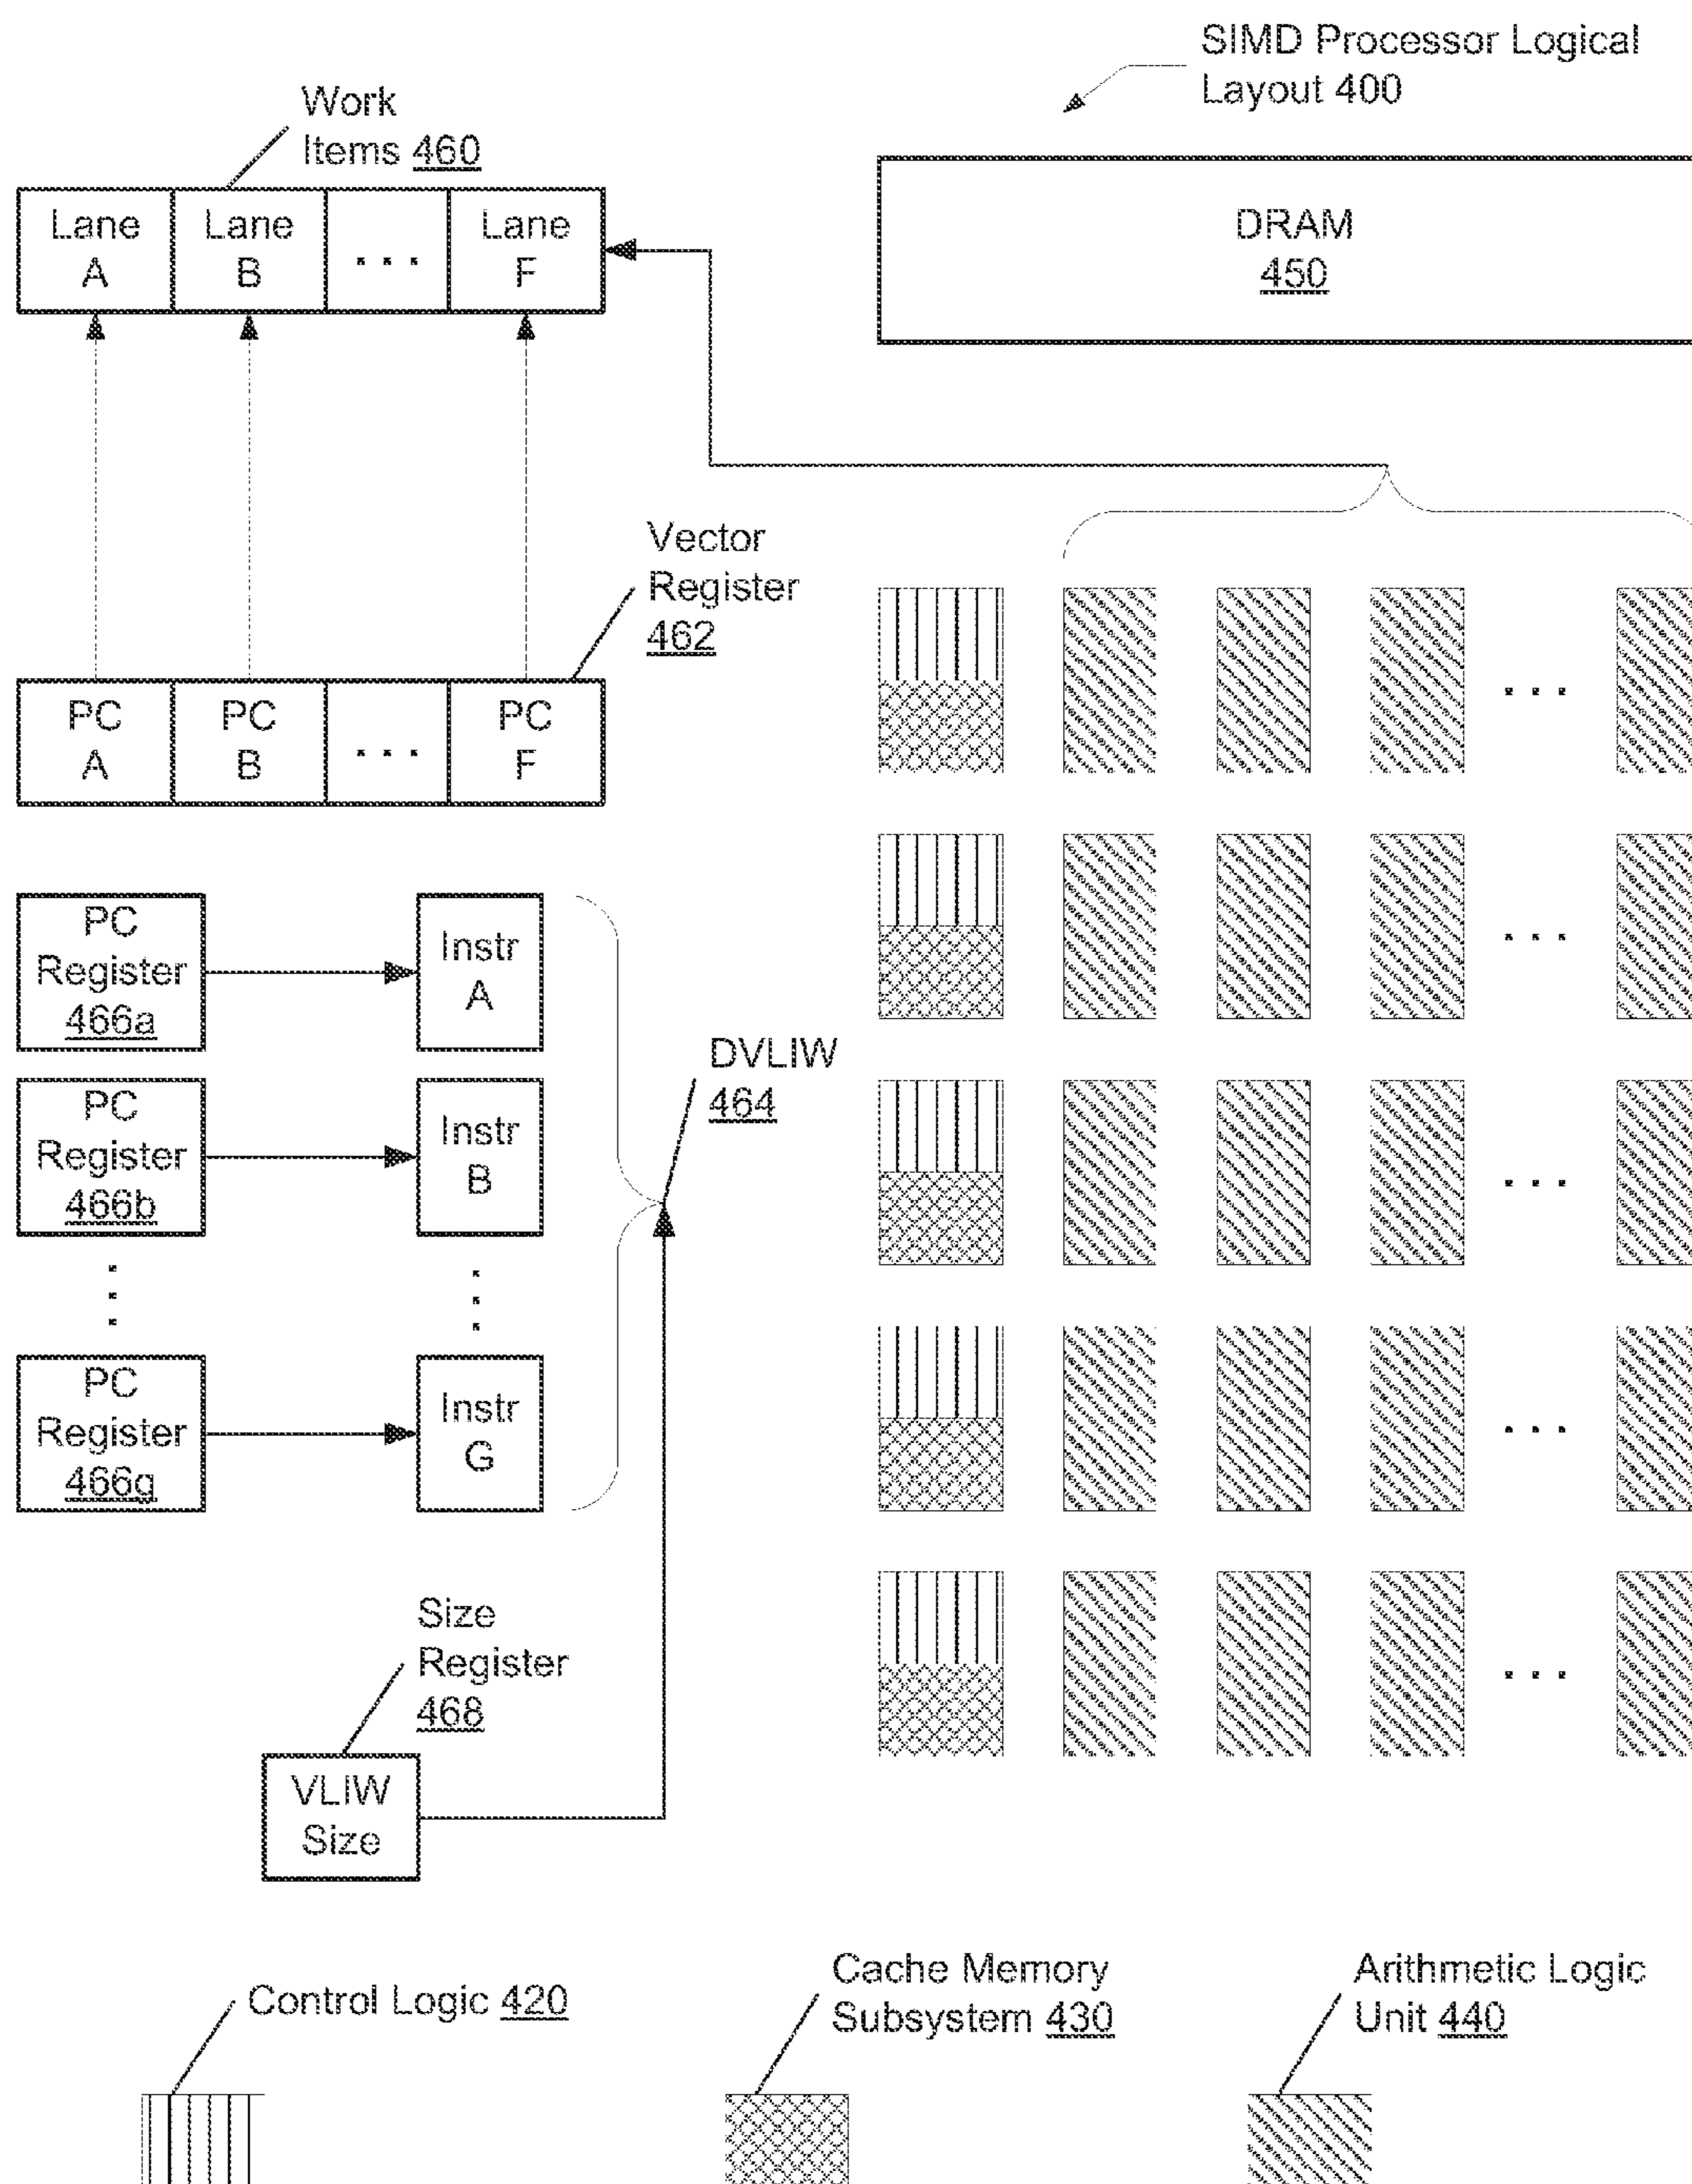 SIMD Processor Logical
Layout 400
Work
Items 460
Lane
A
Lane
B
. . .
Lane
F
DRAM
450
Vector
Register
462
PC
A
PC
B
. . .
PC
F
. . .
PC
Register
466a
Instr
A
. . .
DVLIW
464
PC
Register
466b
Instr
B
. . .
PC
Register
466g
Instr
G
. . .
Size
Register
468
. . .
VLIW
Size
Control Logic 420
Cache Memory
Subsystem 430
Arithmetic Logic
Unit 440